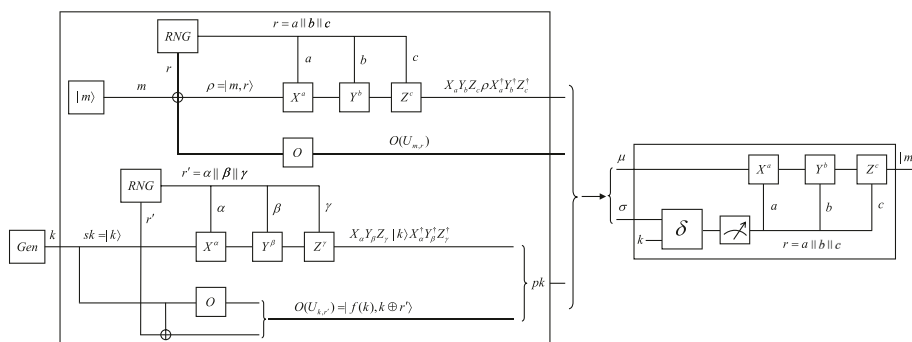 r = a || b || c
RNG
a b c
r
|m⟩ m ρ =|m, r⟩ X^a Y^b Z^c X_a Y_b Z_c ρ X_a^† Y_b^† Z_c^†
O O(U_{m,r})
r' = α || β || γ
RNG
r' α β γ
Gen k sk =|k⟩ X^α Y^β Z^γ X_α Y_β Z_γ | k⟩ X_α^† Y_β^† Z_γ^†
O O(U_{k,r'}) =| f(k), k ⊕ r'⟩
pk
μ X^a Y^b Z^c |m
σ a b c
k δ
r = a || b || c